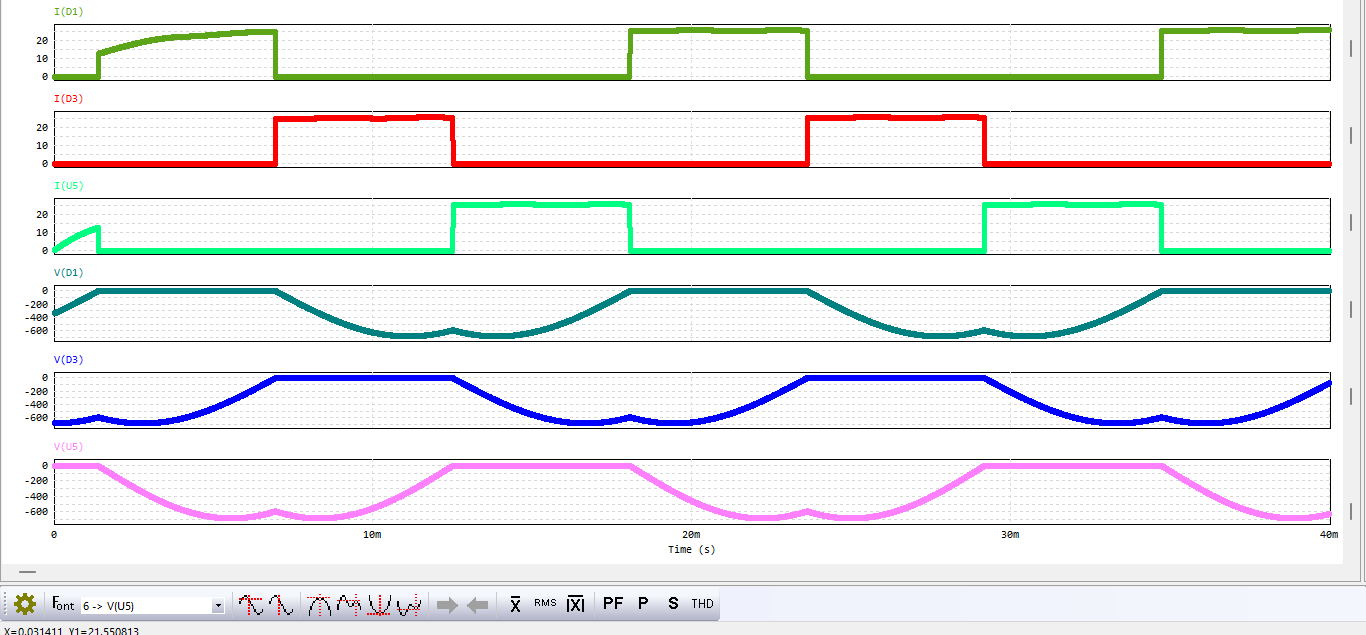 I(D1)
20
10
0
I(D3)
20
10
0
I(U5)
20
10
0
V(D1)
0
-200
-400
-600
V(D3)
0
-200
-400
-600
V(U5)
0
-200
-400
-600
0 10m 20m 30m 40m
Time (s)
Font 6 -> V(U5) X RMS |X| PF P S THD
X=0.031411 Y1=21.550813